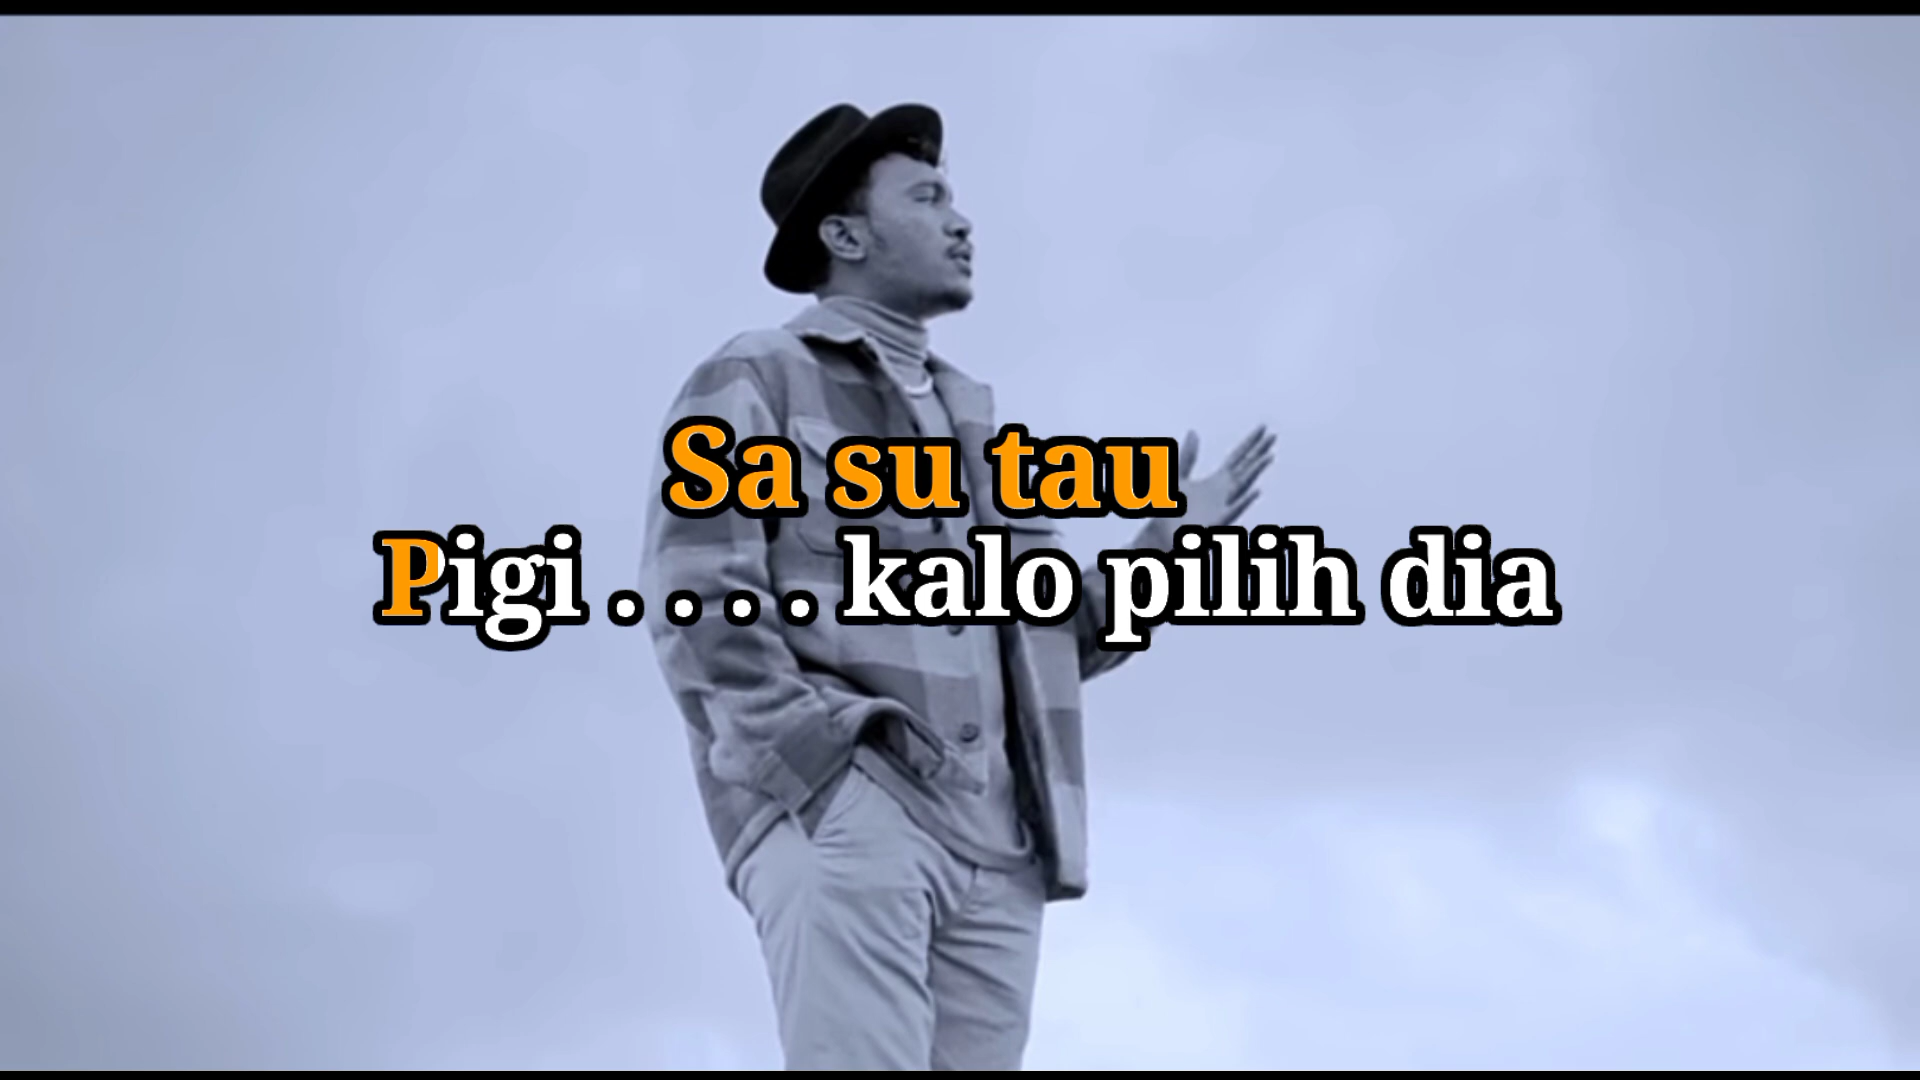 Sa su tau
Pigi . . . . kalo pilih dia